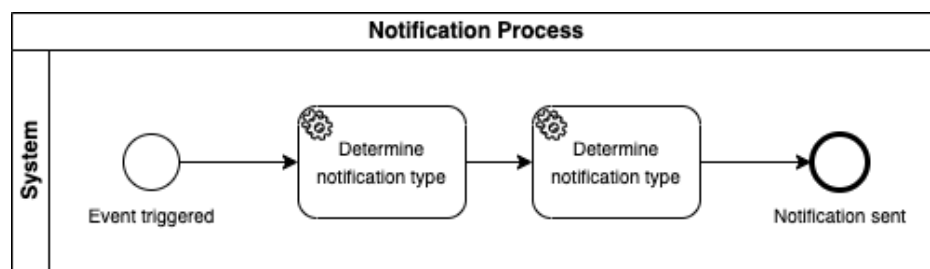 Notification Process
System
Determine
notification type
Determine
notification type
Event triggered
Notification sent